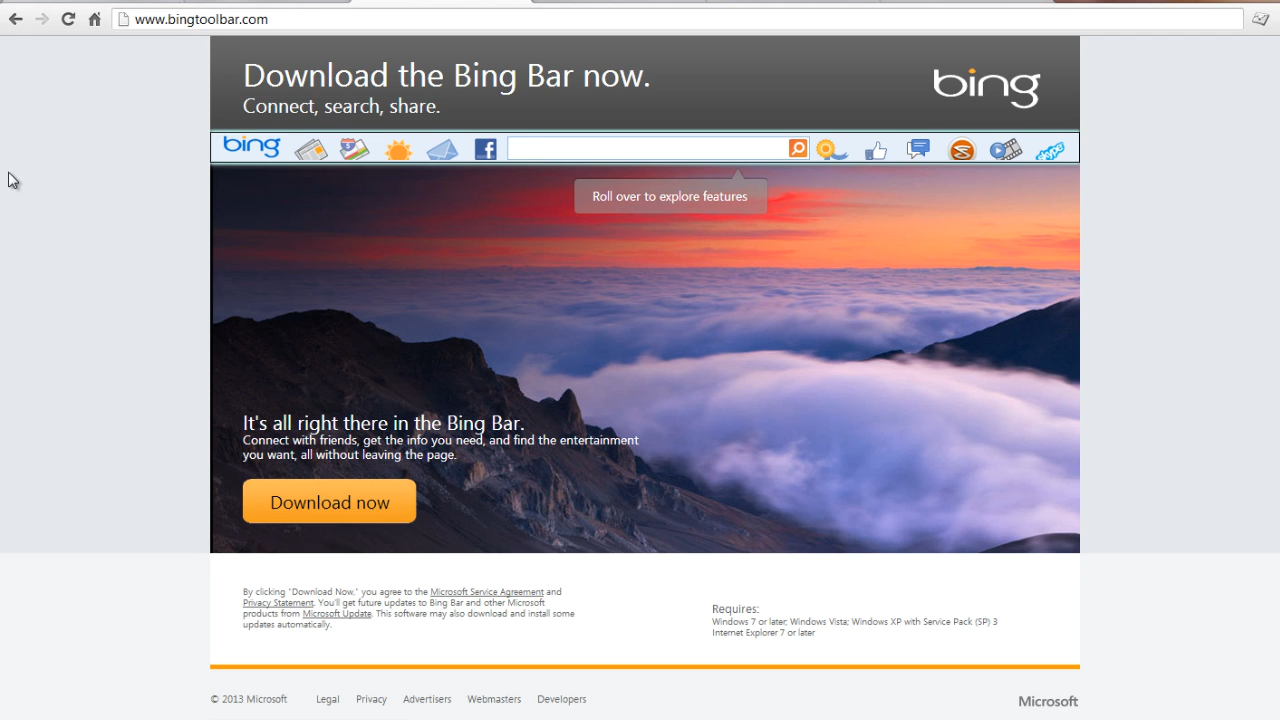 www.bingtoolbar.com
Download the Bing Bar now.
Connect, search, share.
bing
bing
skype
Roll over to explore features
It's all right there in the Bing Bar.
Connect with friends, get the info you need, and find the entertainment
you want, all without leaving the page.
Download now
By clicking "Download Now," you agree to the Microsoft Service Agreement and
Privacy Statement. You'll get future updates to Bing Bar and other Microsoft
products from Microsoft Update. This software may also download and install some
updates automatically.
Requires:
Windows 7 or later; Windows Vista; Windows XP with Service Pack (SP) 3
Internet Explorer 7 or later
© 2013 Microsoft Legal Privacy Advertisers Webmasters Developers
Microsoft